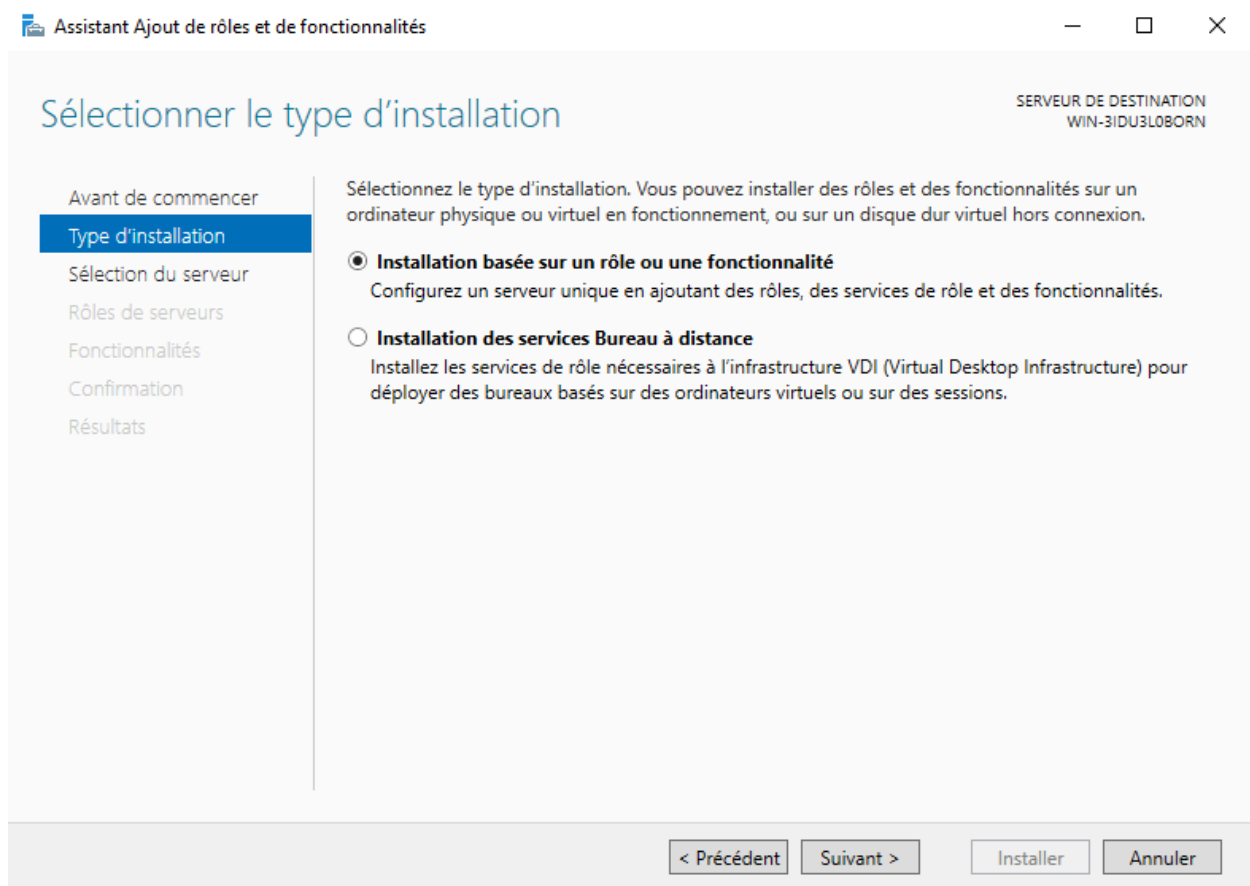 Assistant Ajout de rôles et de fonctionnalités
Sélectionner le type d’installation
SERVEUR DE DESTINATION
WIN-3IDU3L0BORN
Avant de commencer
Type d’installation
Sélection du serveur
Rôles de serveurs
Fonctionnalités
Confirmation
Résultats
Sélectionnez le type d’installation. Vous pouvez installer des rôles et des fonctionnalités sur un
ordinateur physique ou virtuel en fonctionnement, ou sur un disque dur virtuel hors connexion.
Installation basée sur un rôle ou une fonctionnalité
Configurez un serveur unique en ajoutant des rôles, des services de rôle et des fonctionnalités.
Installation des services Bureau à distance
Installez les services de rôle nécessaires à l’infrastructure VDI (Virtual Desktop Infrastructure) pour
déployer des bureaux basés sur des ordinateurs virtuels ou sur des sessions.
< Précédent
Suivant >
Installer
Annuler